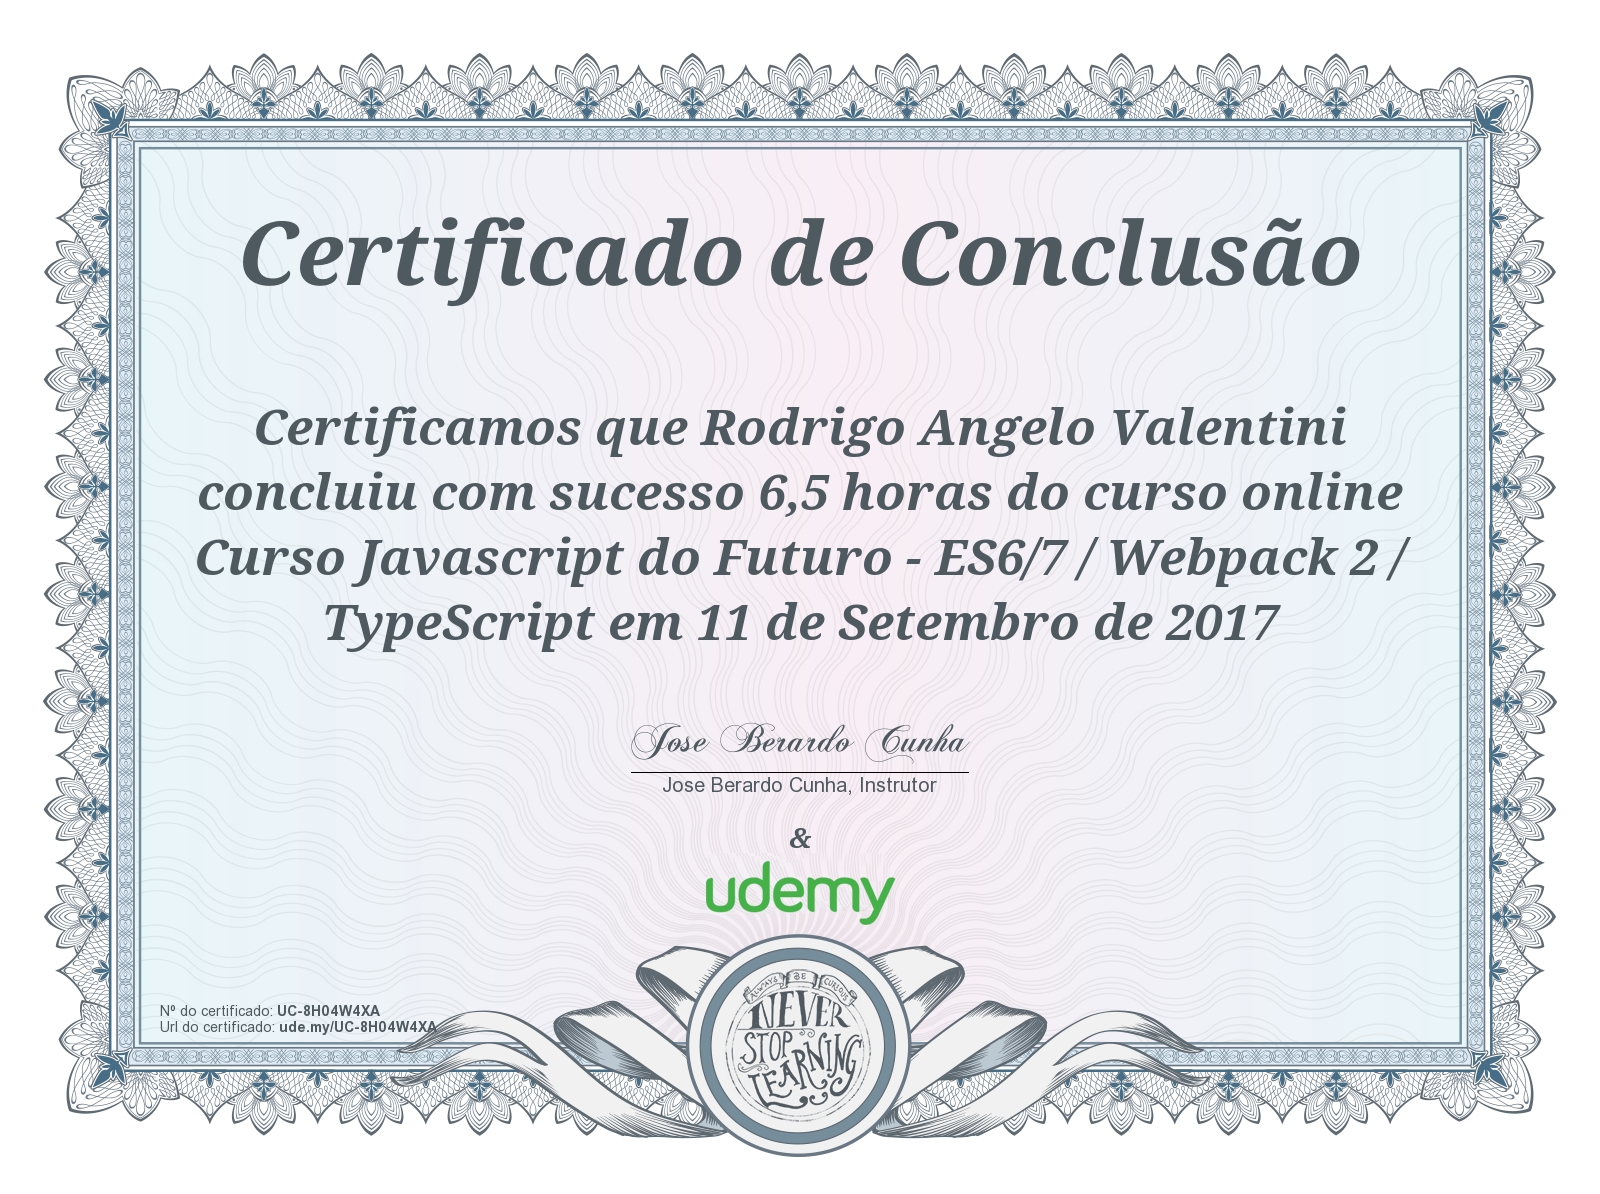 Certificado de Conclusão
Certificamos que Rodrigo Angelo Valentini
concluiu com sucesso 6,5 horas do curso online
Curso Javascript do Futuro - ES6/7 / Webpack 2 /
TypeScript em 11 de Setembro de 2017
Jose Berardo Cunha
Jose Berardo Cunha, Instrutor
&
udemy
Nº do certificado: UC-8H04W4XA
Url do certificado: ude.my/UC-8H04W4XA
ALWAYS BE CURIOUS
NEVER
STOP
LEARNING